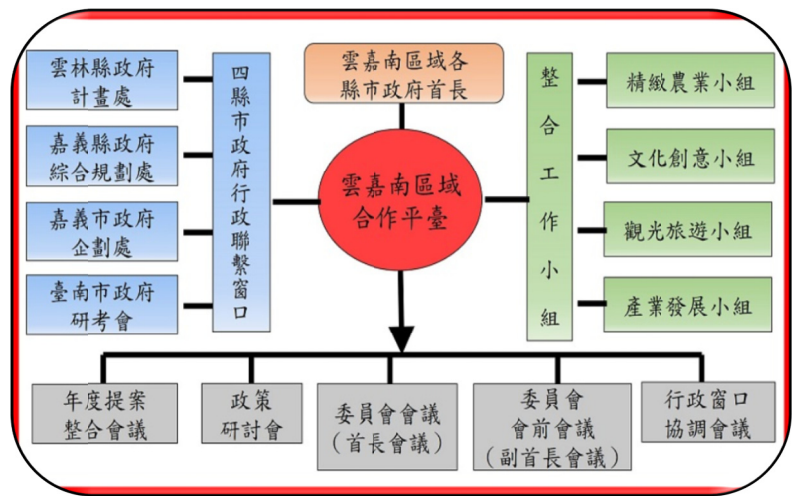 雲嘉南區域各
縣市政府首長
雲嘉南區域
合作平臺
四縣市政府行政聯繫窗口
雲林縣政府
計畫處
嘉義縣政府
綜合規劃處
嘉義市政府
企劃處
臺南市政府
研考會
整合工作小組
精緻農業小組
文化創意小組
觀光旅遊小組
產業發展小組
年度提案
整合會議
政策
研討會
委員會會議
(首長會議)
委員會
會前會議
(副首長會議)
行政窗口
協調會議